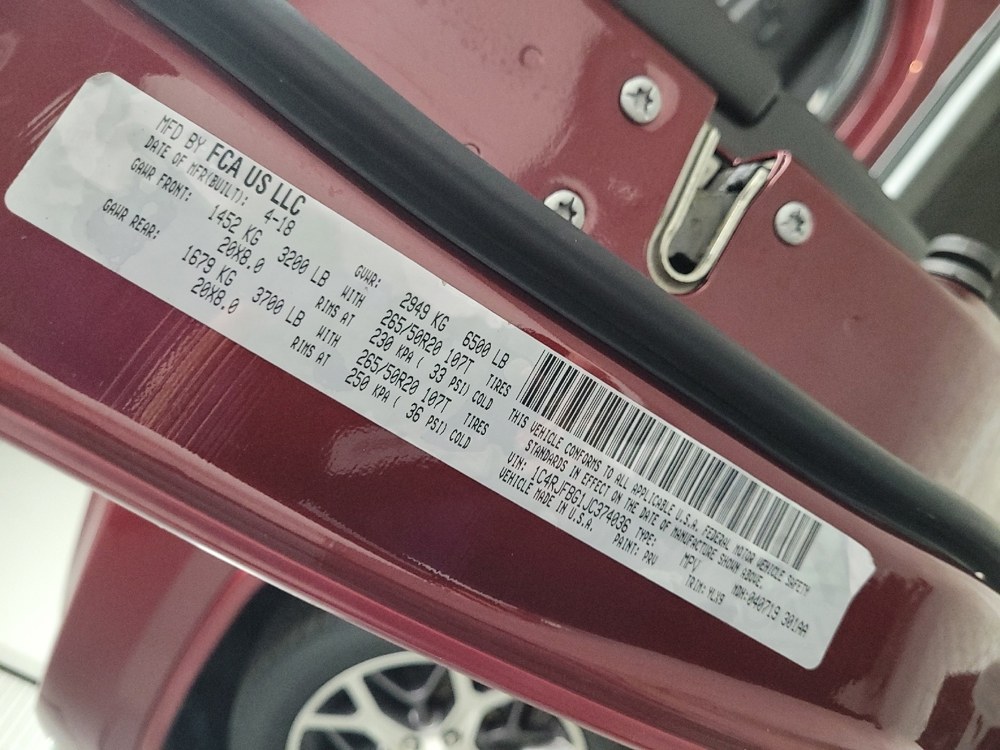 MFD BY FCA US LLC
DATE OF MFR(BUILT): 4-18
GVWR: 2949 KG 6500 LB
GAWR FRONT: 1452 KG 3200 LB WITH 265/50R20 107T TIRES
20X8.0 RIMS AT 230 KPA ( 33 PSI) COLD
GAWR REAR: 1679 KG 3700 LB WITH 265/50R20 107T TIRES
20X8.0 RIMS AT 250 KPA ( 36 PSI) COLD
THIS VEHICLE CONFORMS TO ALL APPLICABLE U.S.A. FEDERAL MOTOR VEHICLE SAFETY
STANDARDS IN EFFECT ON THE DATE OF MANUFACTURE SHOWN ABOVE.
VIN: 1C4RJFBG1JC374036 TYPE: MPV MDH:040719 301AA
VEHICLE MADE IN U.S.A. PAINT: PRV TRIM: VLX9